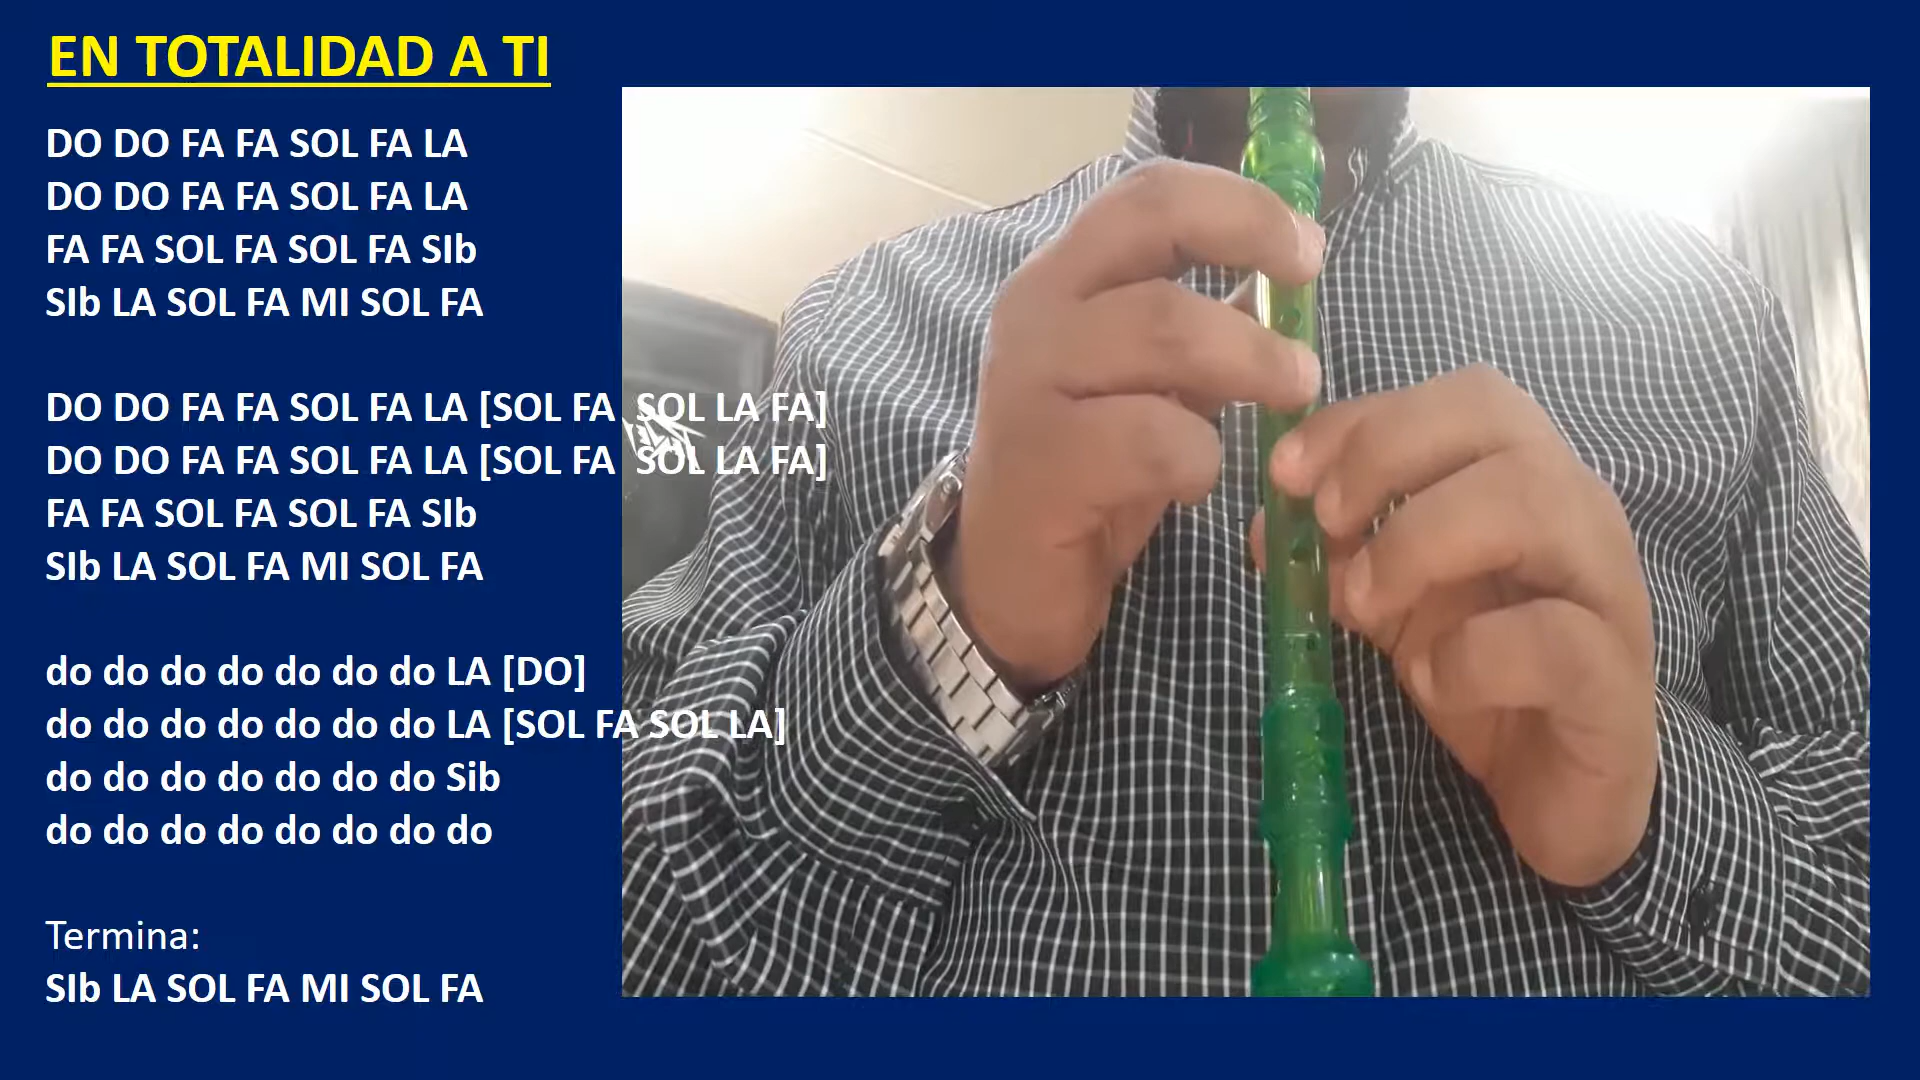 EN TOTALIDAD A TI
DO DO FA FA SOL FA LA
DO DO FA FA SOL FA LA
FA FA SOL FA SOL FA SIb
SIb LA SOL FA MI SOL FA
DO DO FA FA SOL FA LA [SOL FA SOL LA FA]
DO DO FA FA SOL FA LA [SOL FA SOL LA FA]
FA FA SOL FA SOL FA SIb
SIb LA SOL FA MI SOL FA
do do do do do do do LA [DO]
do do do do do do do LA [SOL FA SOL LA]
do do do do do do do Sib
do do do do do do do do
Termina:
SIb LA SOL FA MI SOL FA